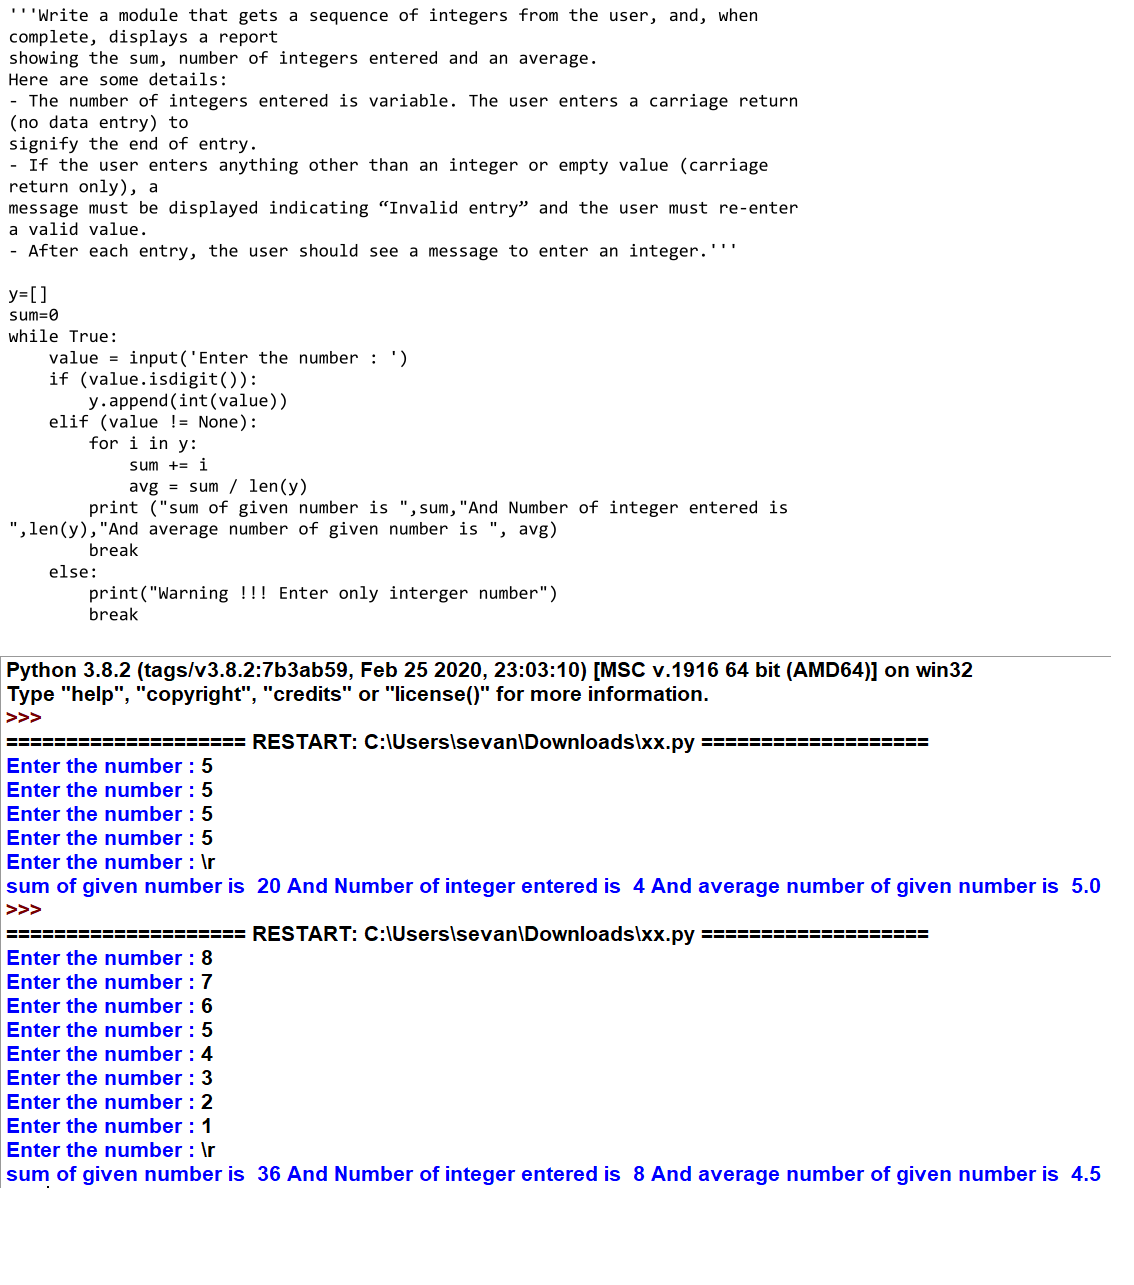 '''Write a module that gets a sequence of integers from the user, and, when
complete, displays a report
showing the sum, number of integers entered and an average.
Here are some details:
- The number of integers entered is variable. The user enters a carriage return
(no data entry) to
signify the end of entry.
- If the user enters anything other than an integer or empty value (carriage
return only), a
message must be displayed indicating “Invalid entry” and the user must re-enter
a valid value.
- After each entry, the user should see a message to enter an integer.'''

y=[]
sum=0
while True:
    value = input('Enter the number : ')
    if (value.isdigit()):
        y.append(int(value))
    elif (value != None):
        for i in y:
            sum += i
            avg = sum / len(y)
        print ("sum of given number is ",sum,"And Number of integer entered is
",len(y),"And average number of given number is ", avg)
        break
    else:
        print("Warning !!! Enter only interger number")
        break

Python 3.8.2 (tags/v3.8.2:7b3ab59, Feb 25 2020, 23:03:10) [MSC v.1916 64 bit (AMD64)] on win32
Type "help", "copyright", "credits" or "license()" for more information.
>>>
==================== RESTART: C:\Users\sevan\Downloads\xx.py ===================
Enter the number : 5
Enter the number : 5
Enter the number : 5
Enter the number : 5
Enter the number : \r
sum of given number is  20 And Number of integer entered is  4 And average number of given number is  5.0
>>>
==================== RESTART: C:\Users\sevan\Downloads\xx.py ===================
Enter the number : 8
Enter the number : 7
Enter the number : 6
Enter the number : 5
Enter the number : 4
Enter the number : 3
Enter the number : 2
Enter the number : 1
Enter the number : \r
sum of given number is  36 And Number of integer entered is  8 And average number of given number is  4.5